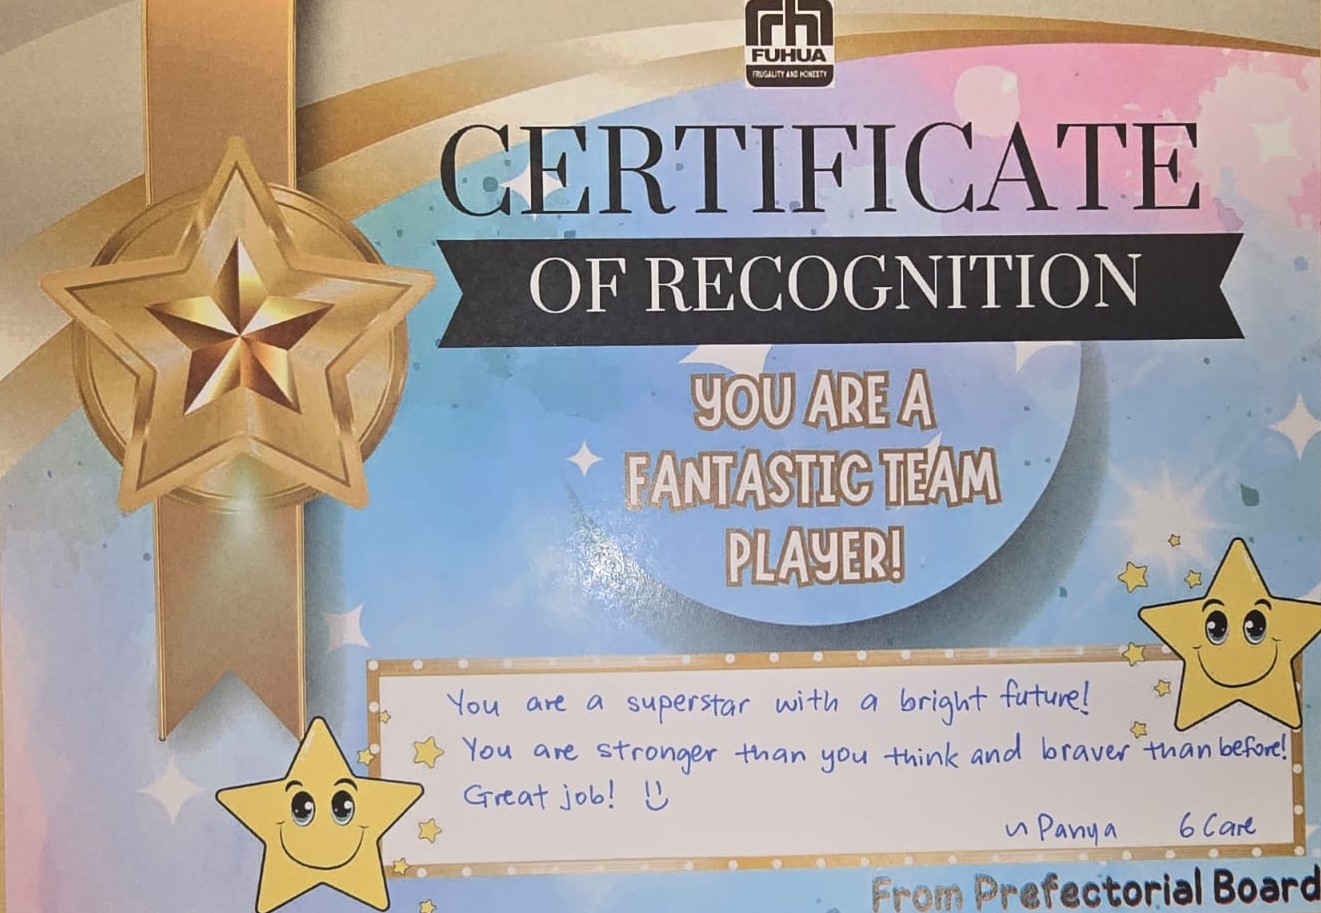 FUHUA
FRUGALITY AND HONESTY
CERTIFICATE
OF RECOGNITION
YOU ARE A
FANTASTIC TEAM
PLAYER!
You are a superstar with a bright future!
You are stronger than you think and braver than before!
Great job!
~ Panya 6 Care
From Prefectorial Board